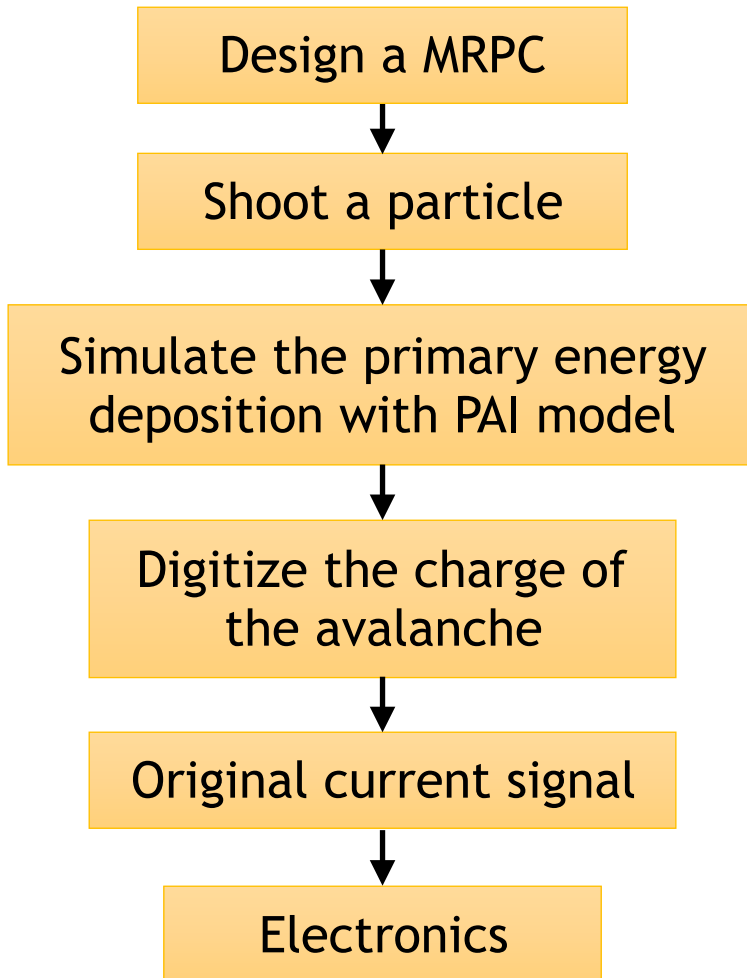 Design a MRPC
Shoot a particle
Simulate the primary energy
deposition with PAI model
Digitize the charge of
the avalanche
Original current signal
Electronics